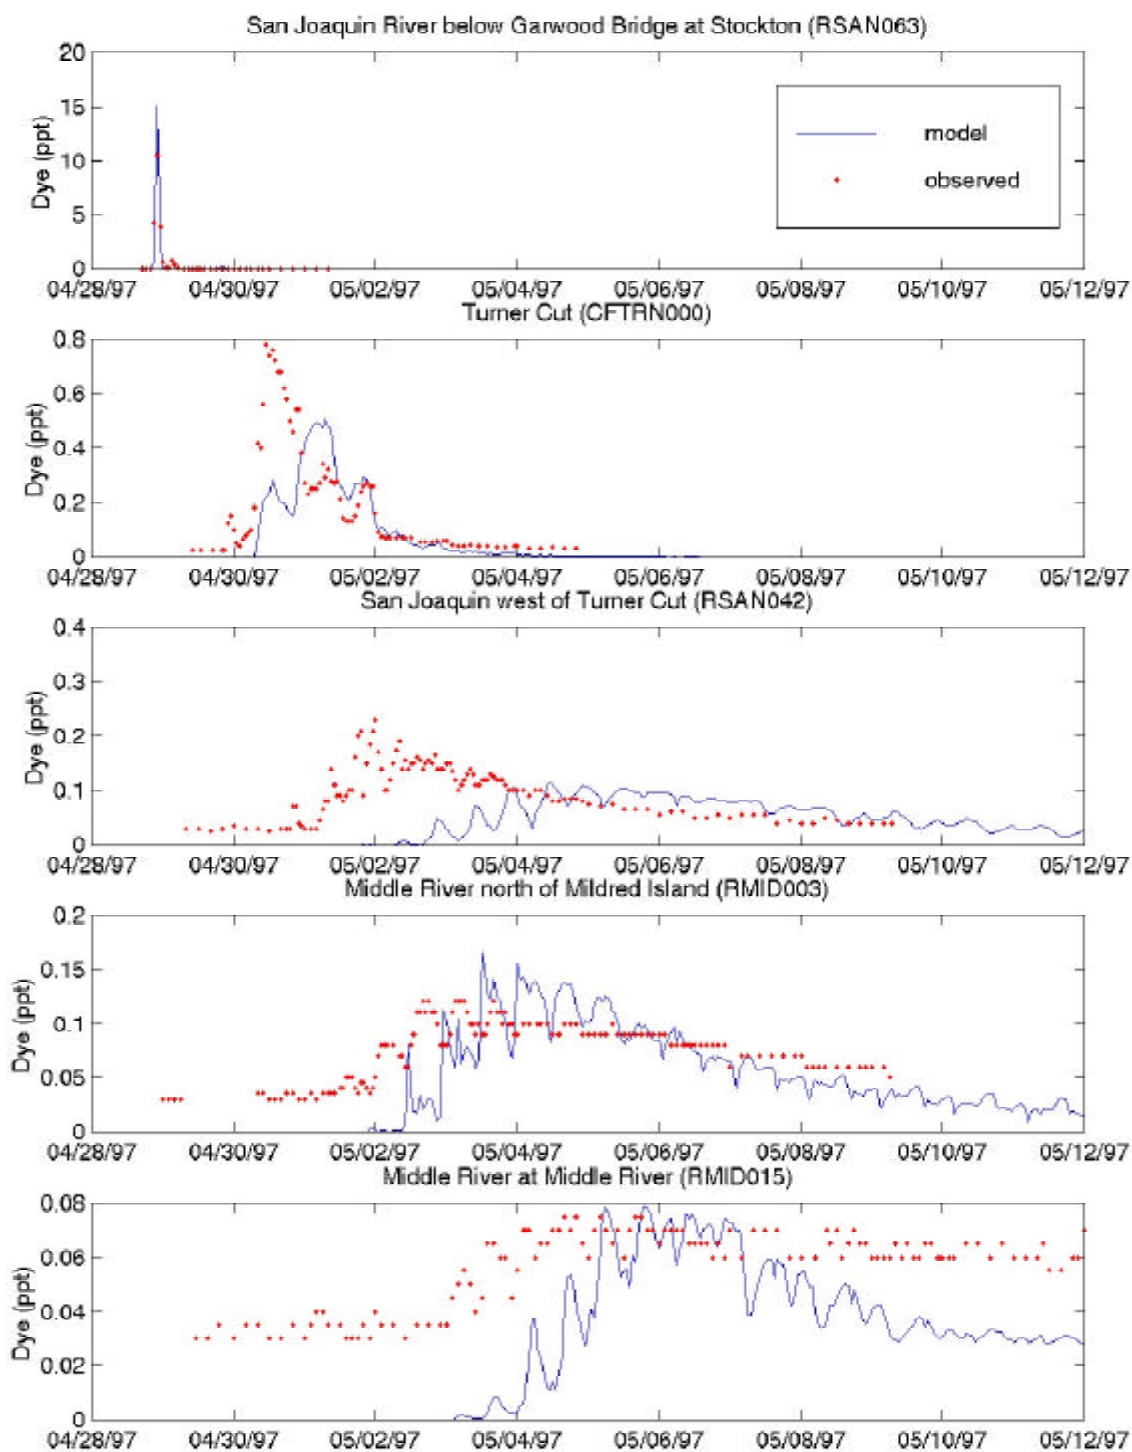 San Joaquin River below Garwood Bridge at Stockton (RSAN063)
20
15
10
5
0
Dye (ppt)
model
observed
04/28/97 04/30/97 05/02/97 05/04/97 05/06/97 05/08/97 05/10/97 05/12/97
Turner Cut (CFTRN000)
0.8
0.6
0.4
0.2
0
Dye (ppt)
04/28/97 04/30/97 05/02/97 05/04/97 05/06/97 05/08/97 05/10/97 05/12/97
San Joaquin west of Turner Cut (RSAN042)
0.4
0.3
0.2
0.1
0
Dye (ppt)
04/28/97 04/30/97 05/02/97 05/04/97 05/06/97 05/08/97 05/10/97 05/12/97
Middle River north of Mildred Island (RMID003)
0.2
0.15
0.1
0.05
0
Dye (ppt)
04/28/97 04/30/97 05/02/97 05/04/97 05/06/97 05/08/97 05/10/97 05/12/97
Middle River at Middle River (RMID015)
0.08
0.06
0.04
0.02
0
Dye (ppt)
04/28/97 04/30/97 05/02/97 05/04/97 05/06/97 05/08/97 05/10/97 05/12/97